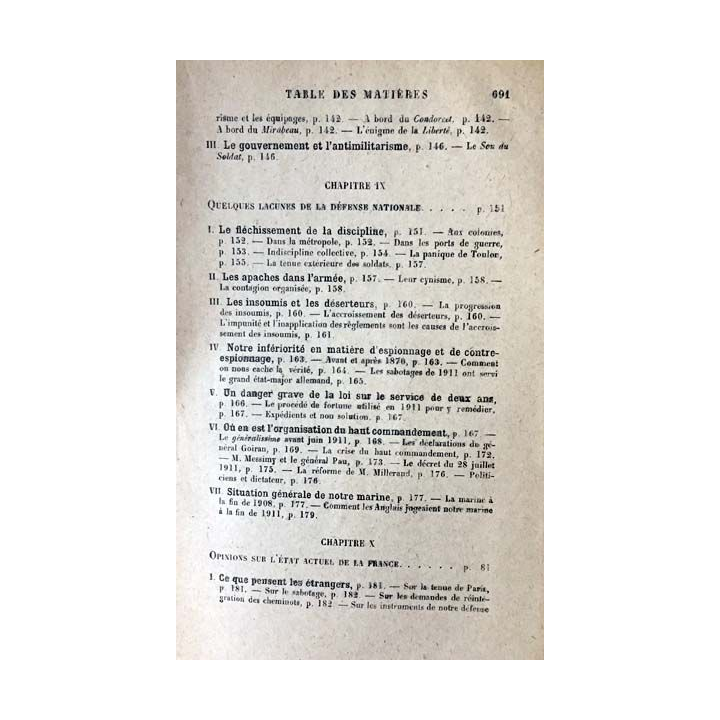 TABLE DES MATIÈRES 691
risme et les équipages, p. 142. — A bord du Condorcet, p. 142. —
A bord du Mirabeau, p. 142. — L'énigme de la Liberté, p. 142.
III. Le gouvernement et l'antimilitarisme, p. 146. — Le Sou du
Soldat, p. 146.
CHAPITRE IX
QUELQUES LACUNES DE LA DÉFENSE NATIONALE. . . . . p. 151
I. Le fléchissement de la discipline, p. 151. — Aux colonies,
p. 152. — Dans la métropole, p. 152. — Dans les ports de guerre,
p. 153. — Indiscipline collective, p. 154. — La panique de Toulon,
p. 155. — La tenue extérieure des soldats, p. 157.
II. Les apaches dans l'armée, p. 157. — Leur cynisme, p. 158. —
La contagion organisée, p. 158.
III. Les insoumis et les déserteurs, p. 160. — La progression
des insoumis, p. 160. — L'accroissement des déserteurs, p. 160. —
L'impunité et l'inapplication des règlements sont les causes de l'accrois-
sement des insoumis, p. 161.
IV. Notre infériorité en matière d'espionnage et de contre-
espionnage, p. 163. — Avant et après 1870, p. 163. — Comment
on nous cache la vérité, p. 164. — Les sabotages de 1911 ont servi
le grand état-major allemand, p. 165.
V. Un danger grave de la loi sur le service de deux ans,
p. 166. — Le procédé de fortune utilisé en 1911 pour y remédier,
p. 167. — Expédients et non solution, p. 167.
VI. Où en est l'organisation du haut commandement, p. 167. —
Le généralissime avant juin 1911, p. 168. — Les déclarations du gé-
néral Goiran, p. 169. — La crise du haut commandement, p. 172.
— M. Messimy et le général Pau, p. 173. — Le décret du 28 juillet
1911, p. 175. — La réforme de M. Millerand, p. 176. — Politi-
ciens et dictateur, p. 176.
VII. Situation générale de notre marine, p. 177. — La marine à
la fin de 1908, p. 177. — Comment les Anglais jugeaient notre marine
à la fin de 1911, p. 179.
CHAPITRE X
OPINIONS SUR L'ÉTAT ACTUEL DE LA FRANCE. . . . . . p. 81
I. Ce que pensent les étrangers, p. 181. — Sur la tenue de Paris,
p. 181. — Sur le sabotage, p. 182. — Sur les demandes de réinté-
gration des cheminots, p. 182. — Sur les instruments de notre défense